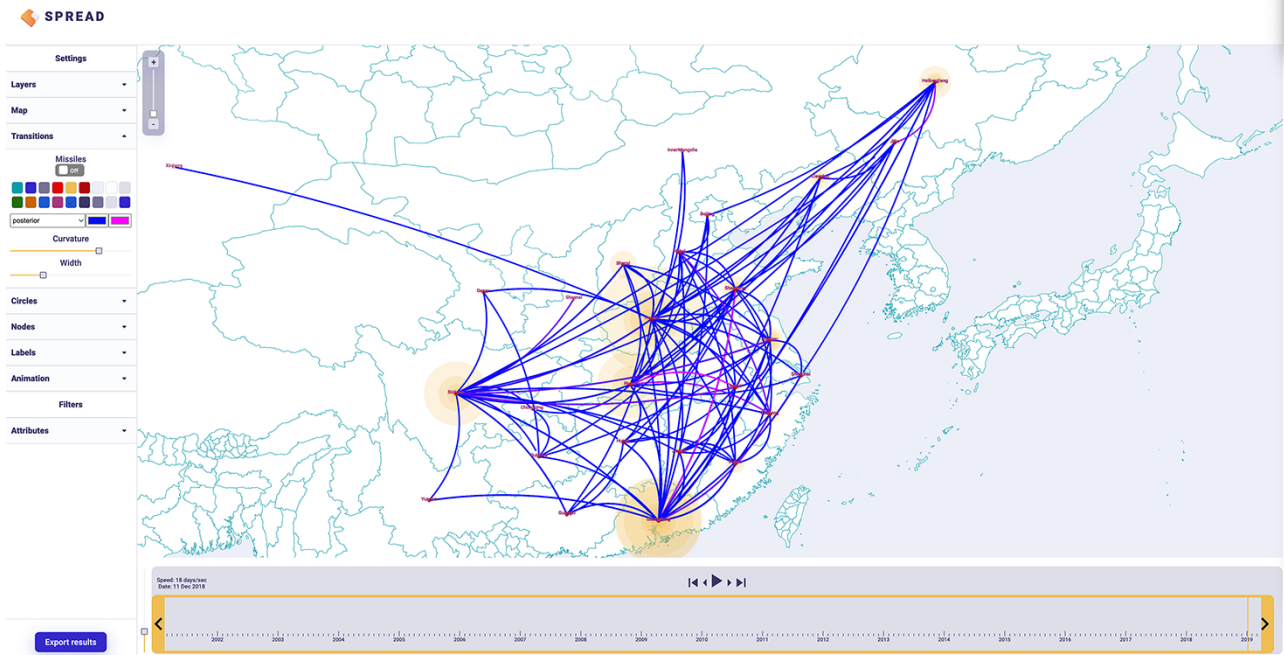 SPREAD
Settings
Layers
Map
Transitions
Missiles
Off
posterior
Curvature
Width
Circles
Nodes
Labels
Animation
Filters
Attributes
Export results
+
-
Heilongjiang
InnerMongolia
Xinjiang
Beijing
Shanxi
Gansu
Shaanxi
Chongqing
Yunnan
Speed: 18 days/sec
Date: 11 Dec 2018
2002 2003 2004 2005 2006 2007 2008 2009 2010 2011 2012 2013 2014 2015 2016 2017 2018 2019